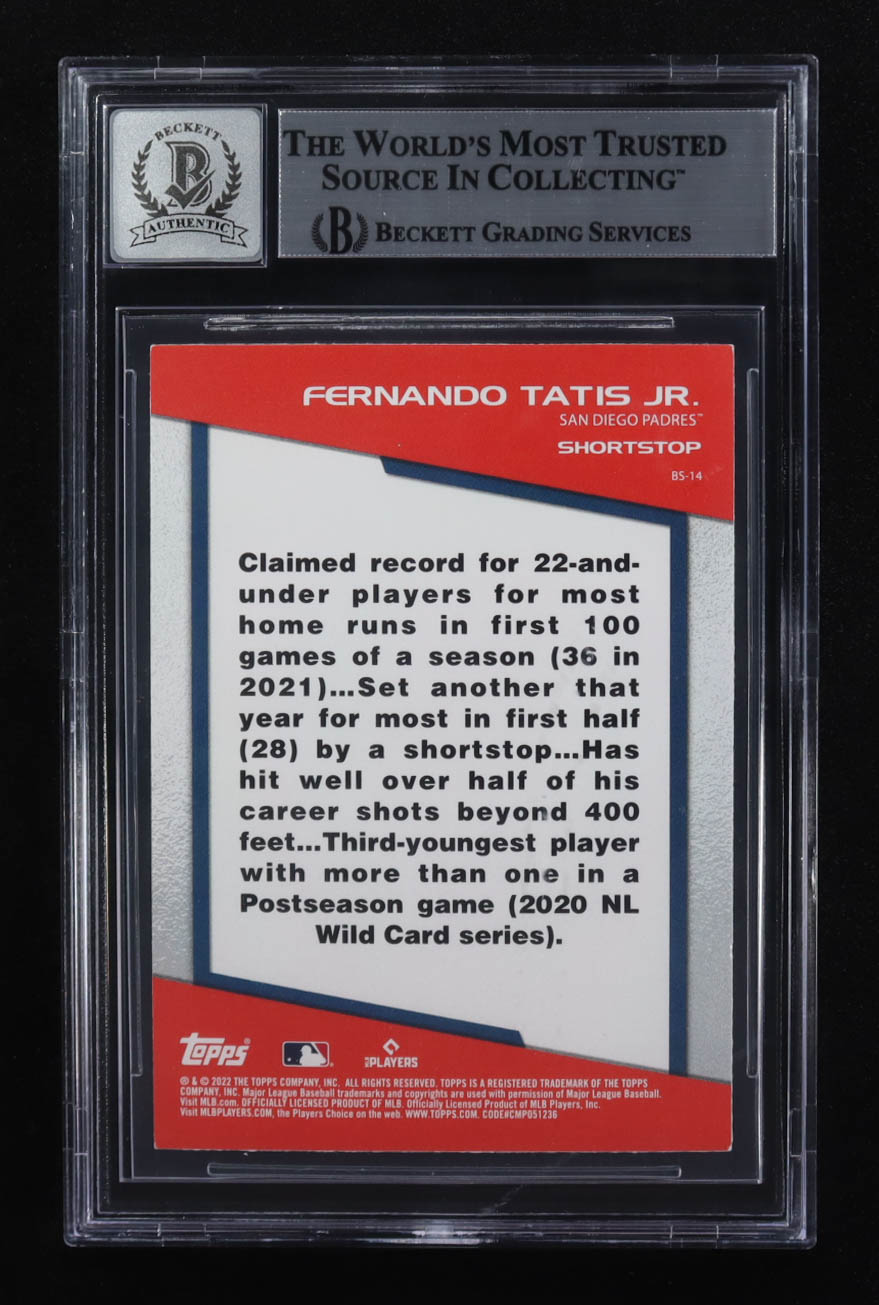 BECKETT
B
AUTHENTIC
THE WORLD'S MOST TRUSTED
SOURCE IN COLLECTING™
B BECKETT GRADING SERVICES
FERNANDO TATIS JR.
SAN DIEGO PADRES™
SHORTSTOP
BS-14
Claimed record for 22-and-
under players for most
home runs in first 100
games of a season (36 in
2021)...Set another that
year for most in first half
(28) by a shortstop...Has
hit well over half of his
career shots beyond 400
feet...Third-youngest player
with more than one in a
Postseason game (2020 NL
Wild Card series).
TOPPS
MLB PLAYERS
® & © 2022 THE TOPPS COMPANY, INC. ALL RIGHTS RESERVED. TOPPS IS A REGISTERED TRADEMARK OF THE TOPPS
COMPANY, INC. Major League Baseball trademarks and copyrights are used with permission of Major League Baseball.
Visit MLB.com. OFFICIALLY LICENSED PRODUCT OF MLB. Officially Licensed Product of MLB Players, Inc.
Visit MLBPLAYERS.COM, the Players Choice on the web. WWW.TOPPS.COM. CODE#CMP051236